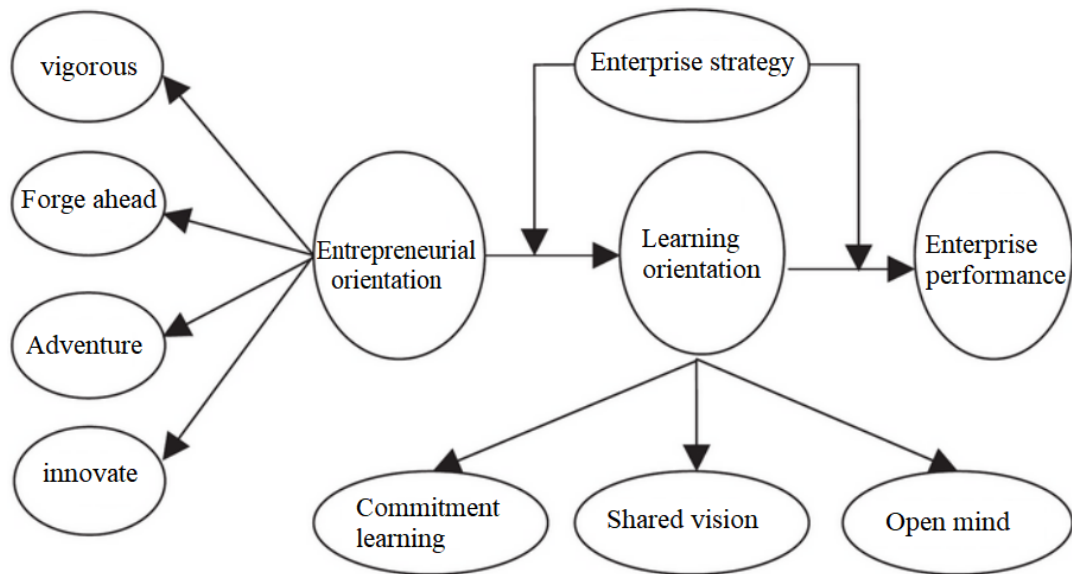 vigorous
Enterprise strategy
Forge ahead
Entrepreneurial
orientation
Learning
orientation
Enterprise
performance
Adventure
innovate
Commitment
learning
Shared vision
Open mind